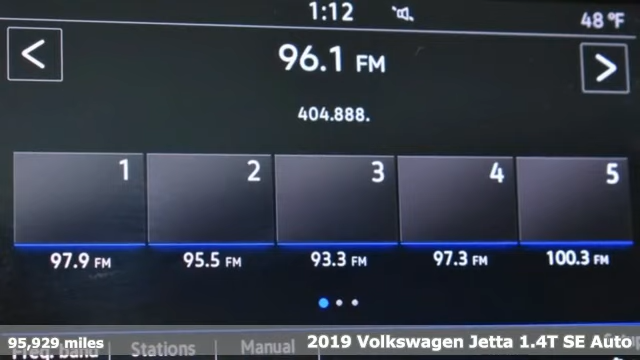 1:12
48 °F
<
96.1 FM
>
404.888.
1
2
3
4
5
97.9 FM
95.5 FM
93.3 FM
97.3 FM
100.3 FM
95,929 miles
2019 Volkswagen Jetta 1.4T SE Auto
Freq. band
Stations
Manual